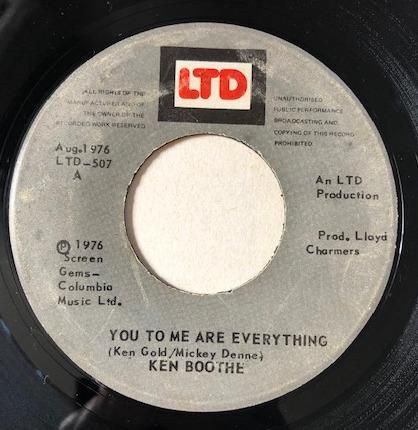 LTD
ALL RIGHTS OF THE
MANUFACTURER AND OF
THE OWNER OF THE
RECORDED WORK RESERVED
UNAUTHORISED
PUBLIC PERFORMANCE
BROADCASTING AND
COPYING OF THIS RECORD
PROHIBITED
Aug.1976
LTD-507
A
An LTD
Production
Prod. Lloyd
Charmers
Ⓟ 1976
Screen
Gems-
Columbia
Music Ltd.
YOU TO ME ARE EVERYTHING
(Ken Gold/Mickey Denne)
KEN BOOTHE